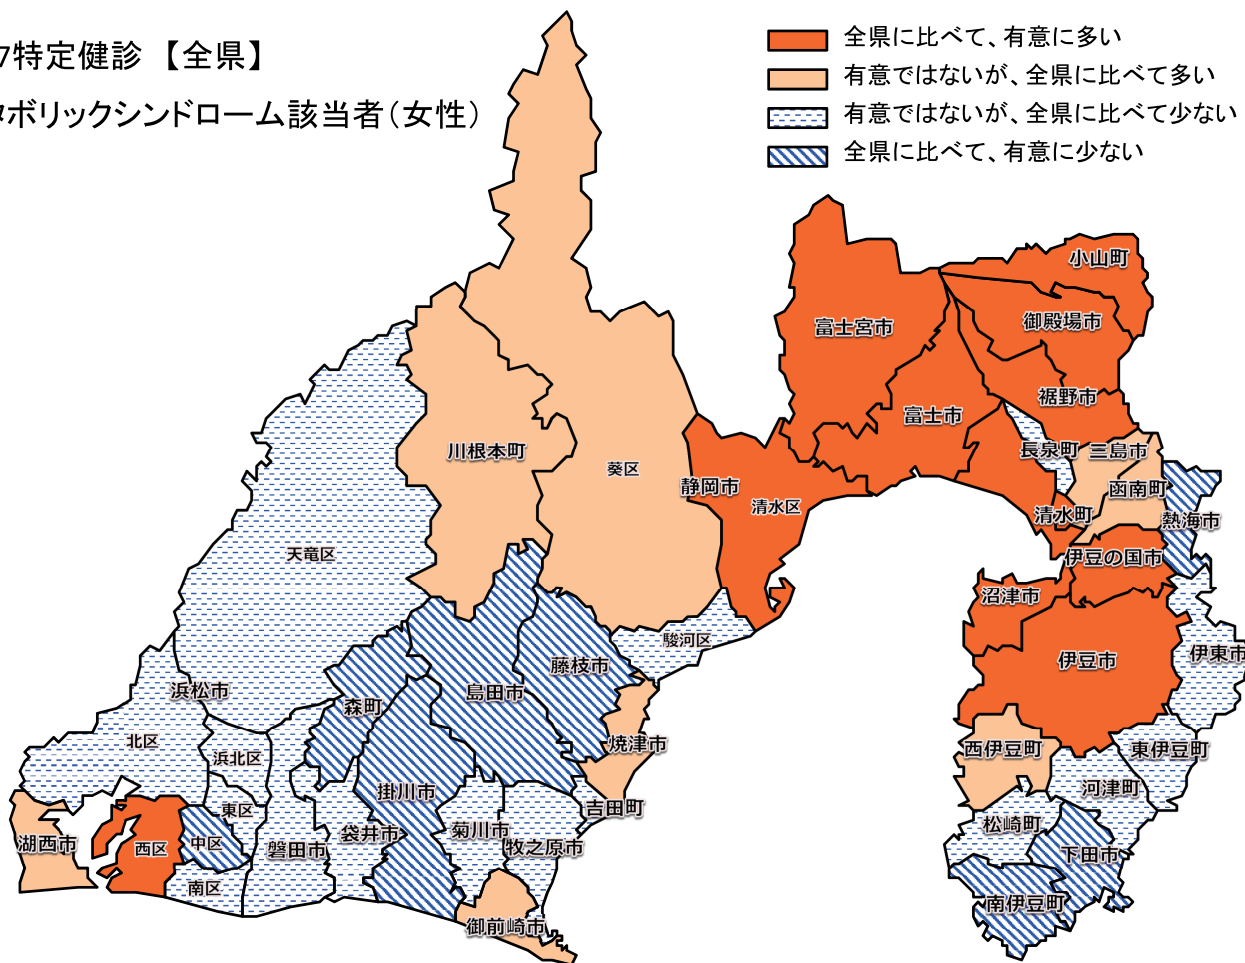 特定健診 【全県】
ボリックシンドローム該当者(女性)
全県に比べて、有意に多い
有意ではないが、全県に比べて多い
有意ではないが、全県に比べて少ない
全県に比べて、有意に少ない
小山町
御殿場市
富士宮市
裾野市
富士市
長泉町
三島市
川根本町
葵区
静岡市
清水区
函南町
清水町
熱海市
天竜区
伊豆の国市
沼津市
駿河区
伊東市
藤枝市
伊豆市
浜松市
島田市
森町
北区
浜北区
焼津市
西伊豆町
東伊豆町
掛川市
河津町
吉田町
東区
松崎町
湖西市
西区
中区
磐田市
袋井市
菊川市
牧之原市
下田市
南区
南伊豆町
御前崎市